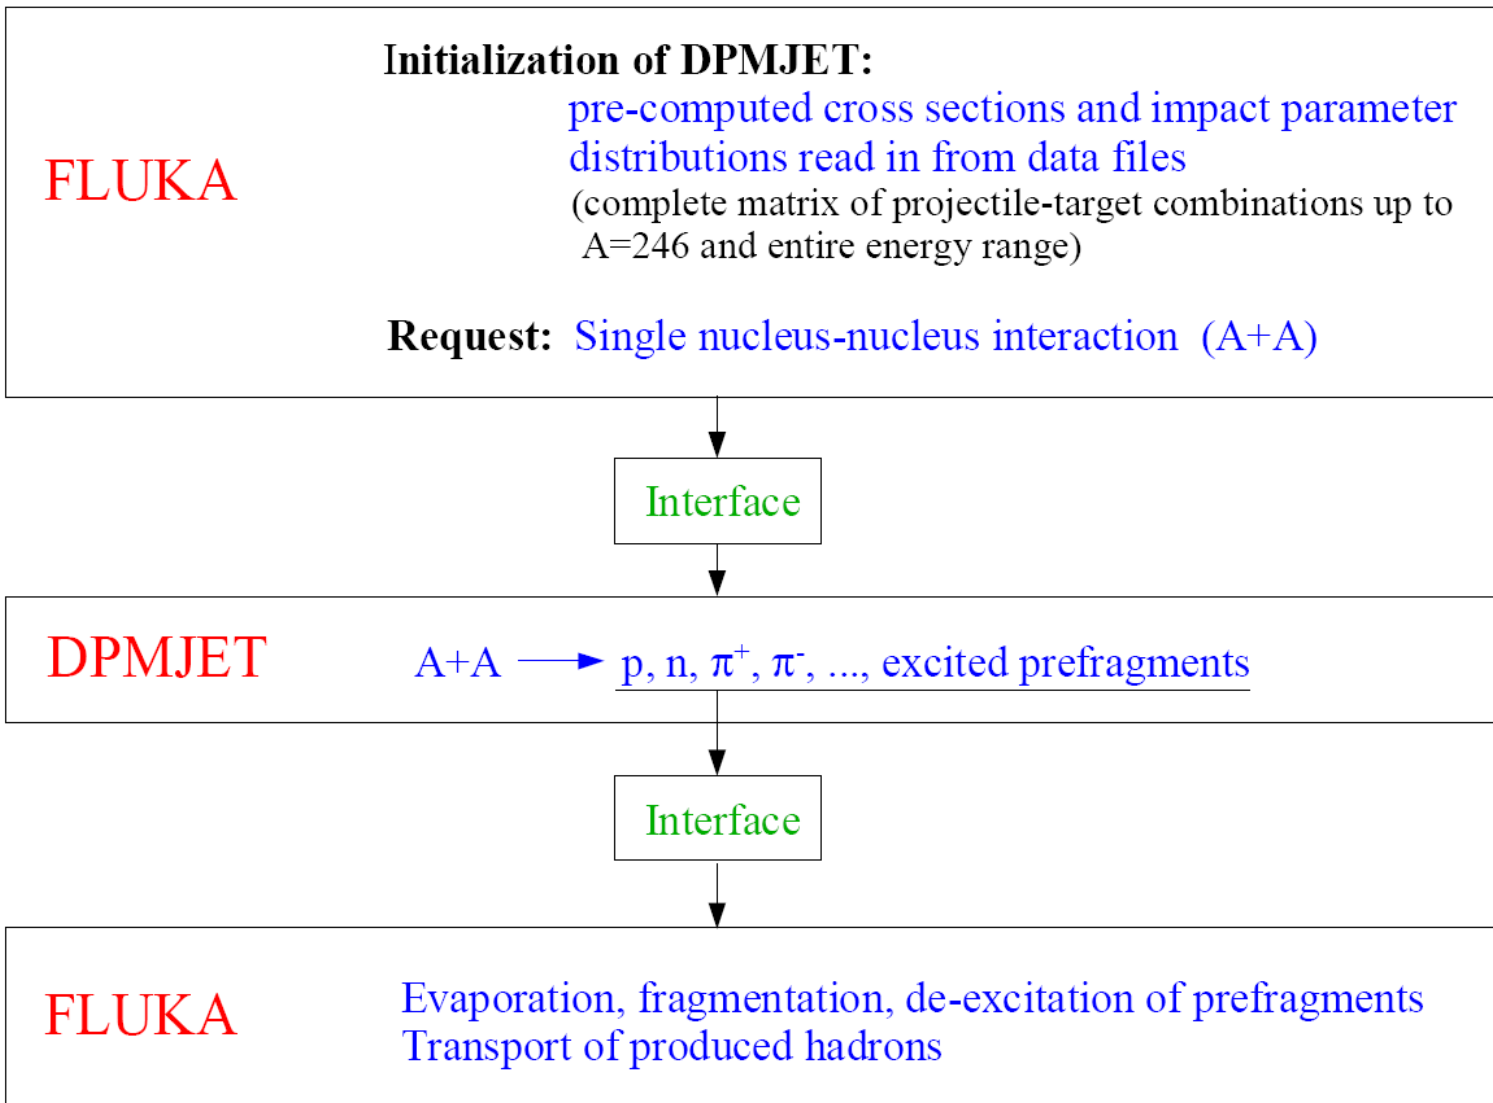 Initialization of DPMJET:
pre-computed cross sections and impact parameter
distributions read in from data files
FLUKA
(complete matrix of projectile-target combinations up to
A=246 and entire energy range)
Request: Single nucleus-nucleus interaction (A+A)
Interface
DPMJET A+A p, n, π⁺, π⁻, ..., excited prefragments
Interface
FLUKA
Evaporation, fragmentation, de-excitation of prefragments
Transport of produced hadrons